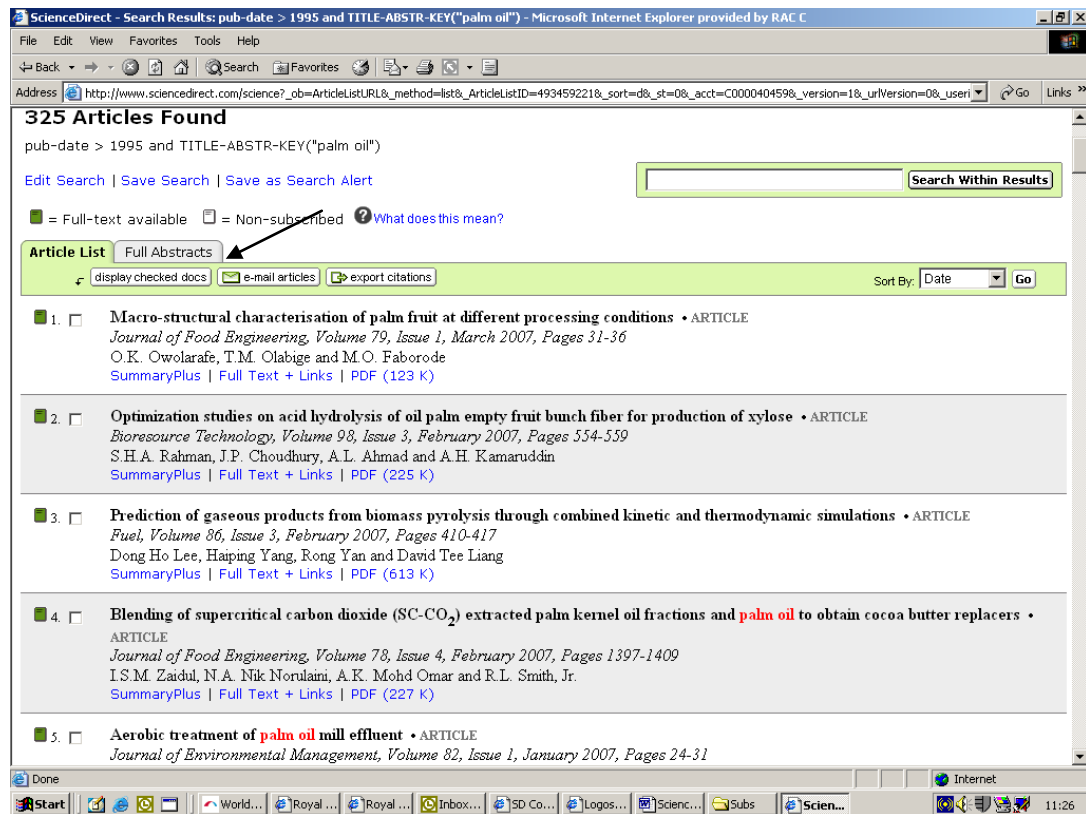 ScienceDirect - Search Results: pub-date > 1995 and TITLE-ABSTR-KEY("palm oil") - Microsoft Internet Explorer provided by RAC C
File Edit View Favorites Tools Help
Back Search Favorites
Address http://www.sciencedirect.com/science?_ob=ArticleListURL&_method=list&_ArticleListID=493459221&_sort=d&_st=0&_acct=C000040459&_version=1&_urlVersion=0&_useri Go Links »
325 Articles Found
pub-date > 1995 and TITLE-ABSTR-KEY("palm oil")
Edit Search | Save Search | Save as Search Alert
Search Within Results
= Full-text available = Non-subscribed ? What does this mean?
Article List Full Abstracts
display checked docs e-mail articles export citations Sort By: Date Go
1. Macro-structural characterisation of palm fruit at different processing conditions • ARTICLE
Journal of Food Engineering, Volume 79, Issue 1, March 2007, Pages 31-36
O.K. Owolarafe, T.M. Olabige and M.O. Faborode
SummaryPlus | Full Text + Links | PDF (123 K)
2. Optimization studies on acid hydrolysis of oil palm empty fruit bunch fiber for production of xylose • ARTICLE
Bioresource Technology, Volume 98, Issue 3, February 2007, Pages 554-559
S.H.A. Rahman, J.P. Choudhury, A.L. Ahmad and A.H. Kamaruddin
SummaryPlus | Full Text + Links | PDF (225 K)
3. Prediction of gaseous products from biomass pyrolysis through combined kinetic and thermodynamic simulations • ARTICLE
Fuel, Volume 86, Issue 3, February 2007, Pages 410-417
Dong Ho Lee, Haiping Yang, Rong Yan and David Tee Liang
SummaryPlus | Full Text + Links | PDF (613 K)
4. Blending of supercritical carbon dioxide (SC-CO₂) extracted palm kernel oil fractions and palm oil to obtain cocoa butter replacers •
ARTICLE
Journal of Food Engineering, Volume 78, Issue 4, February 2007, Pages 1397-1409
I.S.M. Zaidul, N.A. Nik Norulaini, A.K. Mohd Omar and R.L. Smith, Jr.
SummaryPlus | Full Text + Links | PDF (227 K)
5. Aerobic treatment of palm oil mill effluent • ARTICLE
Journal of Environmental Management, Volume 82, Issue 1, January 2007, Pages 24-31
Done Internet
Start World... Royal ... Royal ... Inbox... SD Co... Logos... Scienc... Subs Scien... 11:26